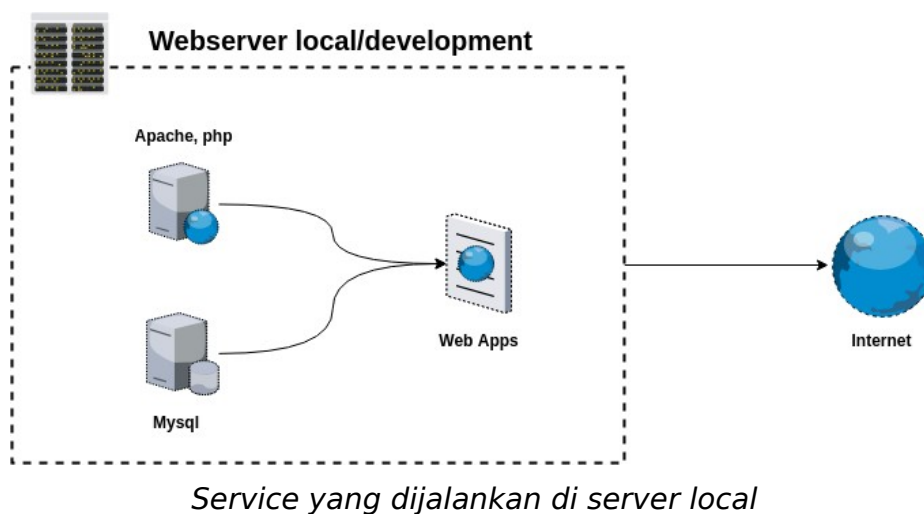 Webserver local/development
Apache, php
Web Apps
Internet
Mysql
Service yang dijalankan di server local